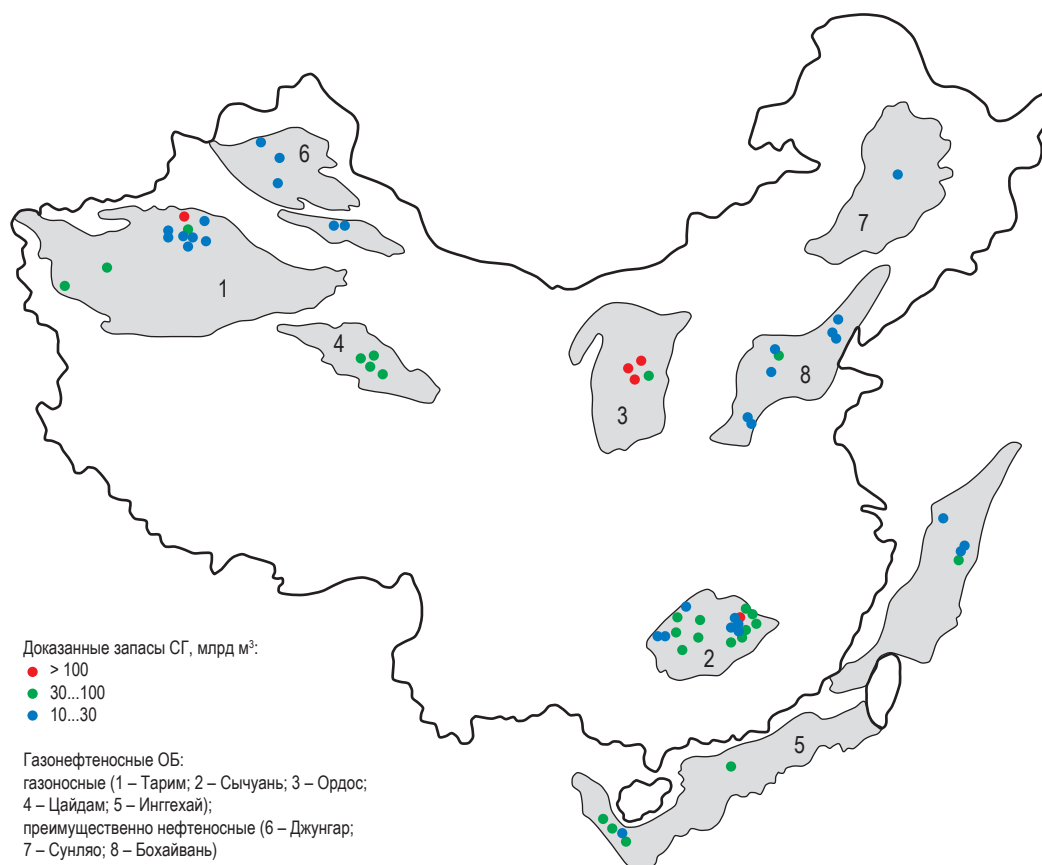 6
7
1
4
3
8
2
5
Доказанные запасы СГ, млрд м³:
> 100
30...100
10...30
Газонефтеносные ОБ:
газоносные (1 – Тарим; 2 – Сычуань; 3 – Ордос;
4 – Цайдам; 5 – Инггехай);
преимущественно нефтеносные (6 – Джунгар;
7 – Сунляо; 8 – Бохайвань)